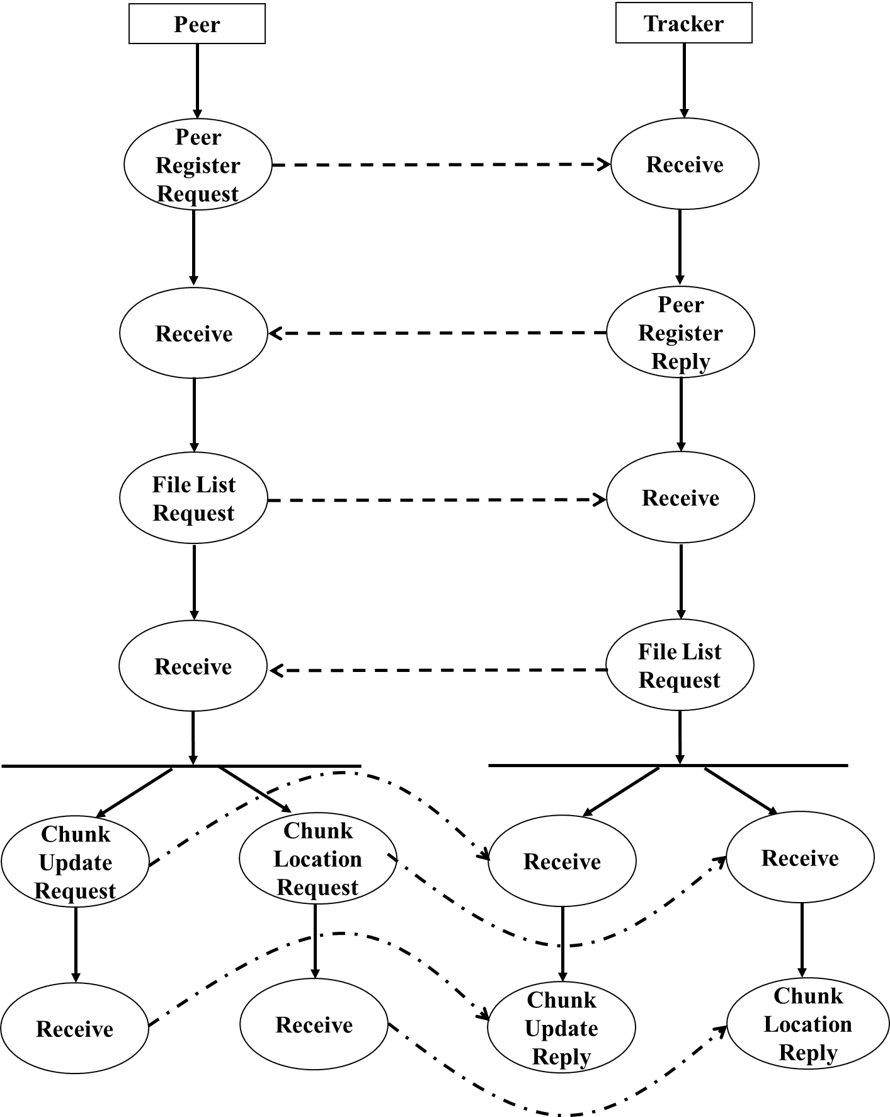 Peer
Tracker
Peer
Register
Request
Receive
Receive
Peer
Register
Reply
File List
Request
Receive
Receive
File List
Request
Chunk
Update
Request
Chunk
Location
Request
Receive
Receive
Receive
Receive
Chunk
Update
Reply
Chunk
Location
Reply